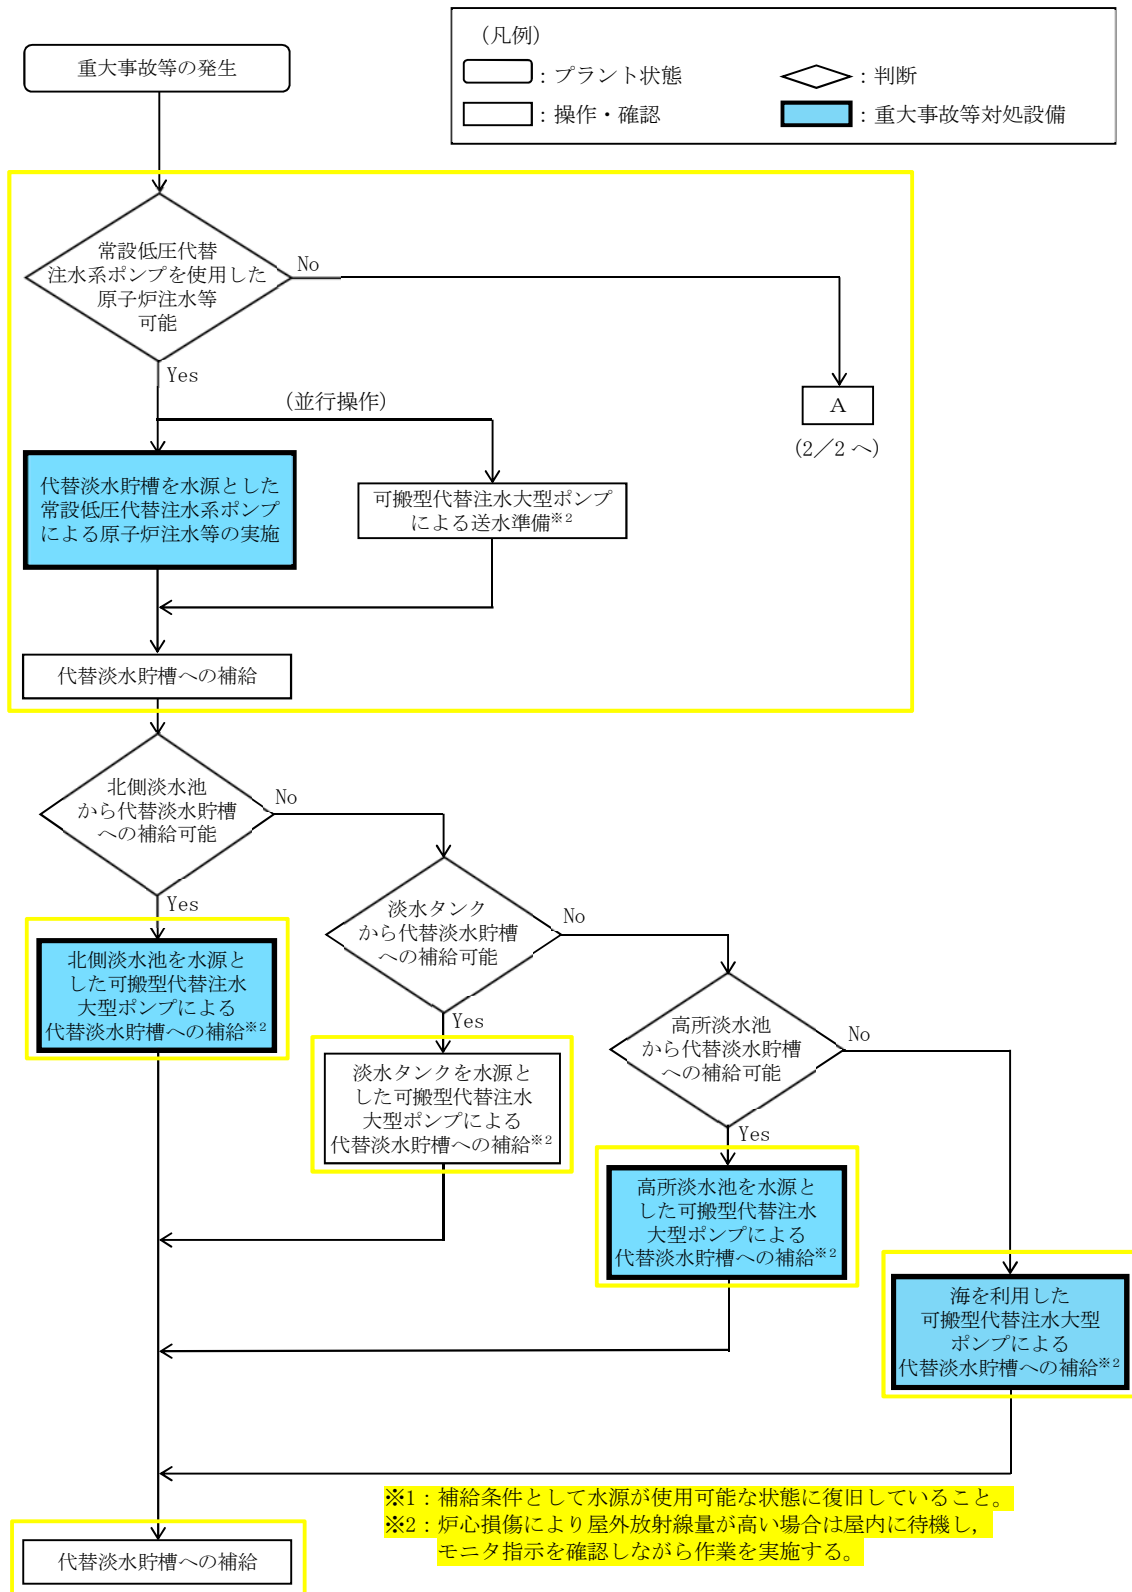 (凡例)
：プラント状態
：判断
：操作・確認
：重大事故等対処設備
重大事故等の発生
常設低圧代替
注水系ポンプを使用した
原子炉注水等
可能
No
Yes
(並行操作)
A
(2／2 へ)
代替淡水貯槽を水源とした
常設低圧代替注水系ポンプ
による原子炉注水等の実施
可搬型代替注水大型ポンプ
による送水準備※2
代替淡水貯槽への補給
北側淡水池
から代替淡水貯槽
への補給可能
No
Yes
淡水タンク
から代替淡水貯槽
への補給可能
No
Yes
北側淡水池を水源と
した可搬型代替注水
大型ポンプによる
代替淡水貯槽への補給※2
高所淡水池
から代替淡水貯槽
への補給可能
No
Yes
淡水タンクを水源と
した可搬型代替注水
大型ポンプによる
代替淡水貯槽への補給※2
高所淡水池を水源と
した可搬型代替注水
大型ポンプによる
代替淡水貯槽への補給※2
海を利用した
可搬型代替注水大型
ポンプによる
代替淡水貯槽への補給※2
※1：補給条件として水源が使用可能な状態に復旧していること。
※2：炉心損傷により屋外放射線量が高い場合は屋内に待機し，
モニタ指示を確認しながら作業を実施する。
代替淡水貯槽への補給